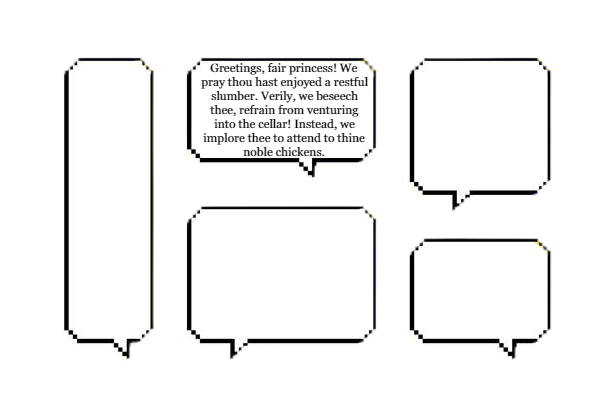 Greetings, fair princess! We
pray thou hast enjoyed a restful
slumber. Verily, we beseech
thee, refrain from venturing
into the cellar! Instead, we
implore thee to attend to thine
noble chickens.